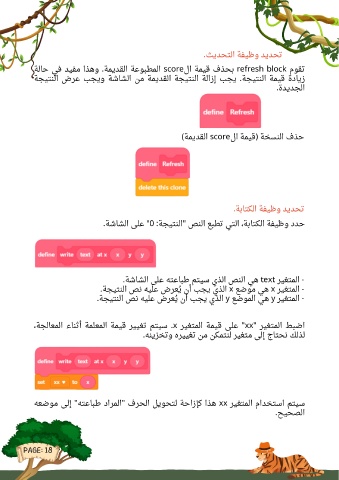 تحديد وظيفة التحديث.
تقوم refresh block بحذف قيمة الscore المطبوعة القديمة. وهذا مفيد في حالة
زيادة قيمة النتيجة. يجب إزالة النتيجة القديمة من الشاشة ويجب عرض النتيجة
الجديدة.
define Refresh
حذف النسخة (قيمة الscore القديمة)
define Refresh
delete this clone
تحديد وظيفة الكتابة.
حدد وظيفة الكتابة، التي تطبع النص "النتيجة: 0" على الشاشة.
define write text at x x y y
- المتغير text هي النص الذي سيتم طباعته على الشاشة.
- المتغير x هي موضع x الذي يجب أن يُعرض عليه نص النتيجة.
- المتغير y هي الموضع y الذي يجب أن يُعرض عليه نص النتيجة.
اضبط المتغير "xx" على قيمة المتغير x. سيتم تغيير قيمة المعلمة أثناء المعالجة،
لذلك نحتاج إلى متغير لنتمكن من تغييره وتخزينه.
define write text at x x y y
set xx to x
سيتم استخدام المتغير xx هذا كإزاحة لتحويل الحرف "المراد طباعته" إلى موضعه
الصحيح.
PAGE: 18